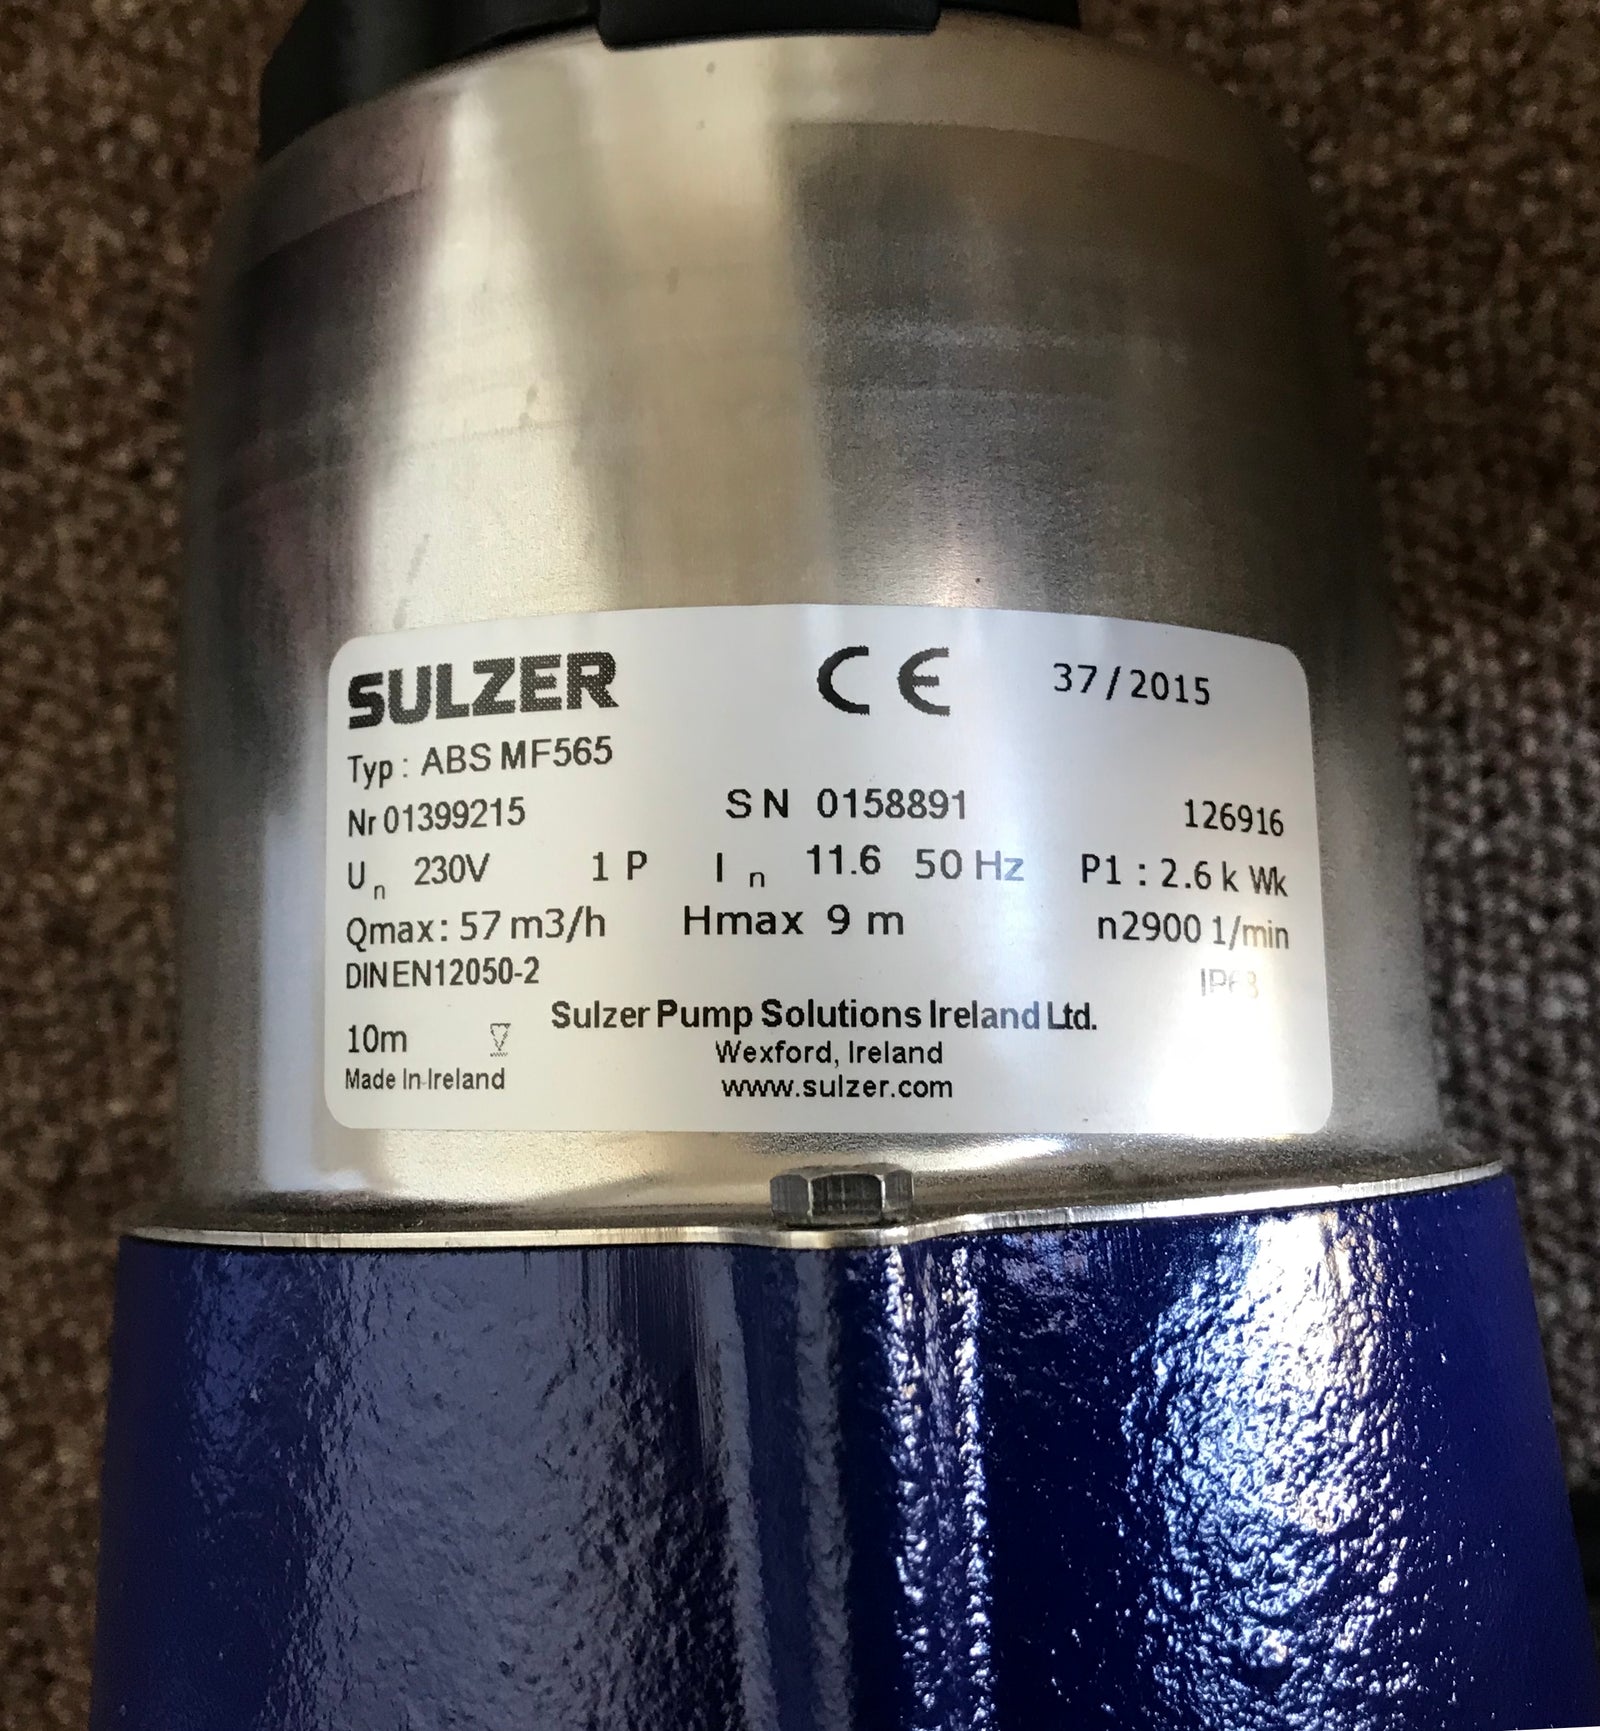 SULZER CE 37/2015
Typ: ABS MF565
Nr 01399215 SN 0158891 126916
Un 230V 1 P In 11.6 50 Hz P1 : 2.6 k Wk
Qmax: 57 m3/h Hmax 9 m n2900 1/min
DIN EN12050-2 IP68
Sulzer Pump Solutions Ireland Ltd.
10m Wexford, Ireland
Made In Ireland www.sulzer.com